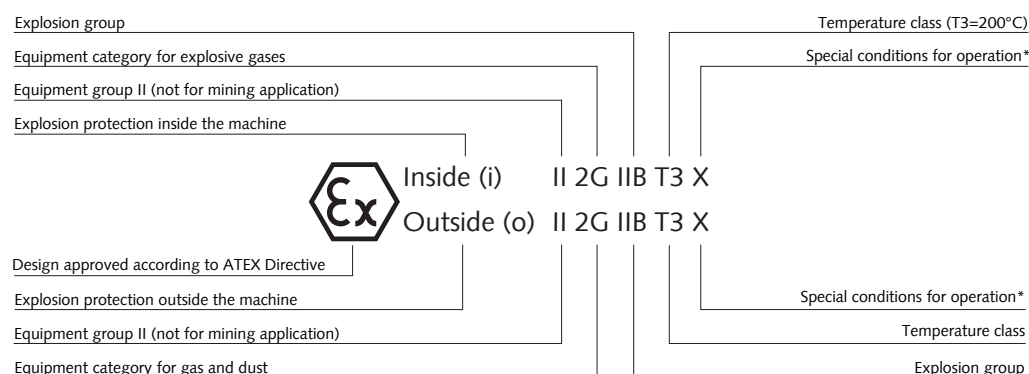 Explosion group
Temperature class (T3=200°C)
Equipment category for explosive gases
Special conditions for operation*
Equipment group II (not for mining application)
Explosion protection inside the machine
Ex
Inside (i) II 2G IIB T3 X
Outside (o) II 2G IIB T3 X
Design approved according to ATEX Directive
Explosion protection outside the machine
Special conditions for operation*
Equipment group II (not for mining application)
Temperature class
Equipment category for gas and dust
Explosion group